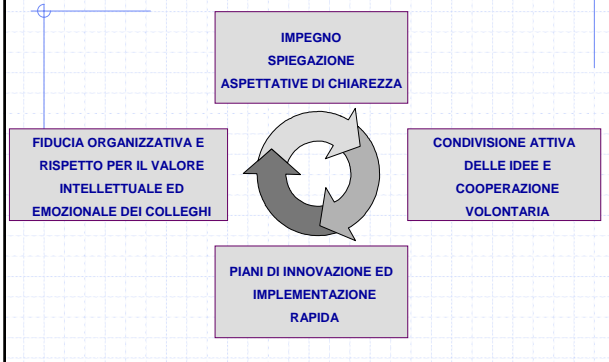 IMPEGNO
SPIEGAZIONE
ASPETTATIVE DI CHIAREZZA
FIDUCIA ORGANIZZATIVA E
RISPETTO PER IL VALORE
INTELLETTUALE ED
EMOZIONALE DEI COLLEGHI
CONDIVISIONE ATTIVA
DELLE IDEE E
COOPERAZIONE
VOLONTARIA
PIANI DI INNOVAZIONE ED
IMPLEMENTAZIONE
RAPIDA